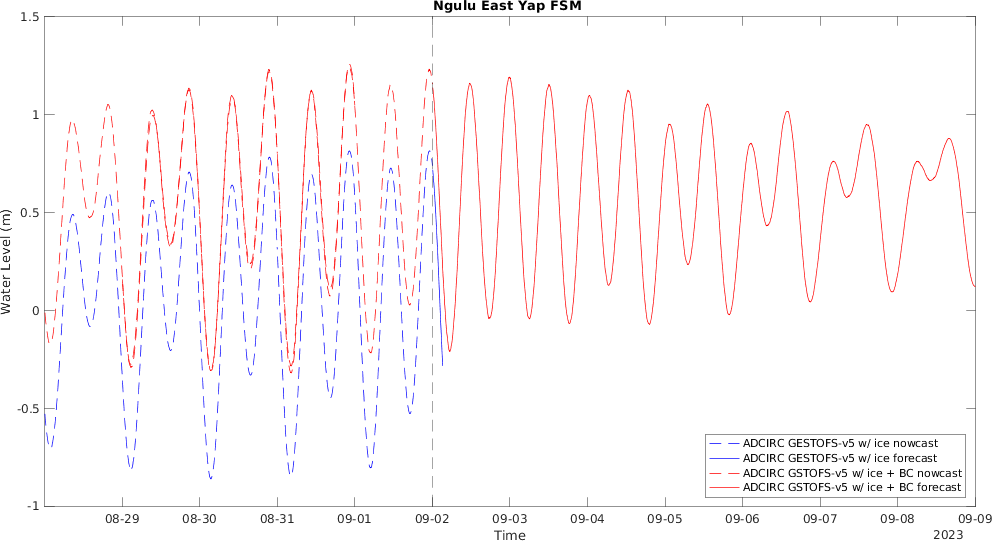 Ngulu East Yap FSM
1.5
1
0.5
0
-0.5
-1
Water Level (m)
08-29 08-30 08-31 09-01 09-02 09-03 09-04 09-05 09-06 09-07 09-08 09-09
Time
2023
ADCIRC GESTOFS-v5 w/ ice nowcast
ADCIRC GESTOFS-v5 w/ ice forecast
ADCIRC GSTOFS-v5 w/ ice + BC nowcast
ADCIRC GSTOFS-v5 w/ ice + BC forecast